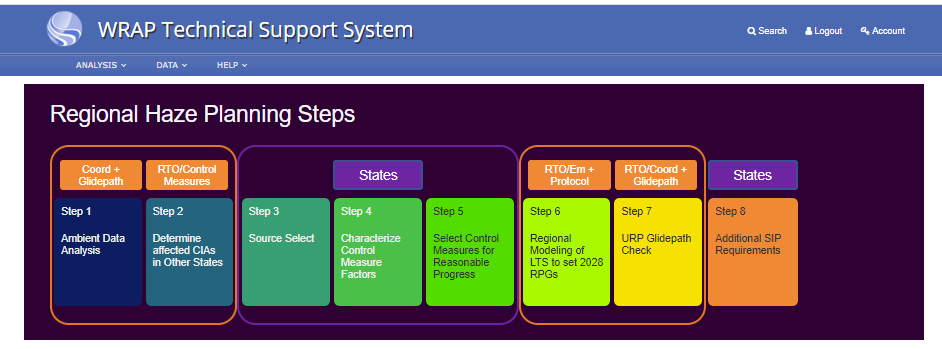 WRAP Technical Support System
Search Logout Account
ANALYSIS DATA HELP
Regional Haze Planning Steps
Coord +
Glidepath
RTO/Control
Measures
States
RTO/Em +
Protocol
RTO/Coord +
Glidepath
States
Step 1
Ambient Data
Analysis
Step 2
Determine
affected CIAs
in Other States
Step 3
Source Select
Step 4
Characterize
Control
Measure
Factors
Step 5
Select Control
Measures for
Reasonable
Progress
Step 6
Regional
Modeling of
LTS to set 2028
RPGs
Step 7
URP Glidepath
Check
Step 8
Additional SIP
Requirements